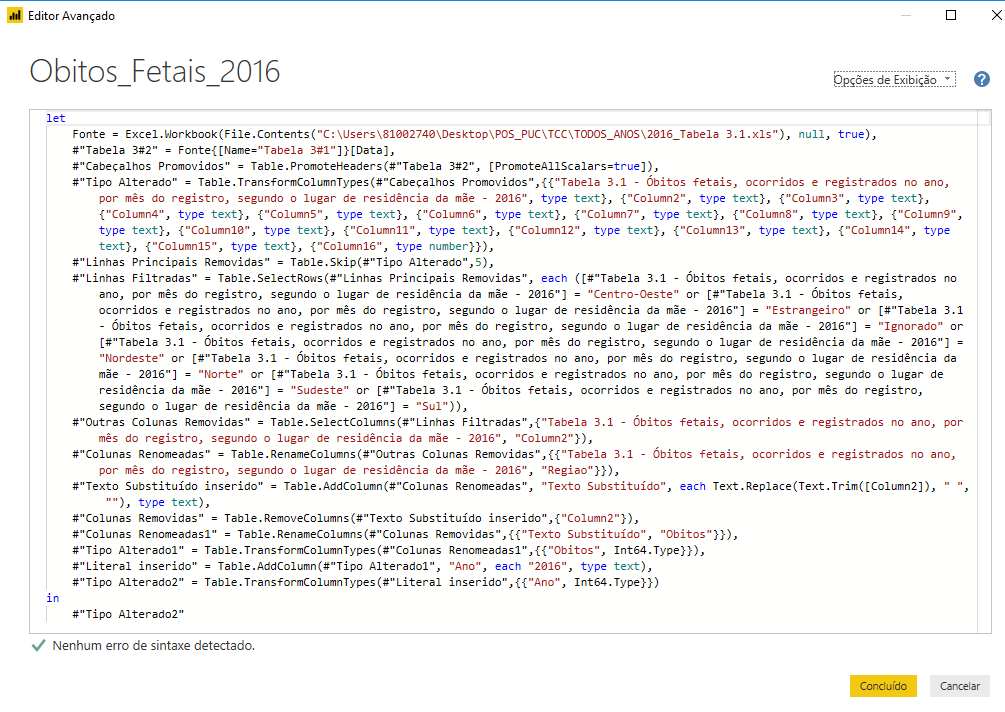 Editor Avançado
Obitos_Fetais_2016
Opções de Exibição
?
let
Fonte = Excel.Workbook(File.Contents("C:\Users\81002740\Desktop\POS_PUC\TCC\TODOS_ANOS\2016_Tabela 3.1.xls"), null, true),
#"Tabela 3#2" = Fonte{[Name="Tabela 3#1"]}[Data],
#"Cabeçalhos Promovidos" = Table.PromoteHeaders(#"Tabela 3#2", [PromoteAllScalars=true]),
#"Tipo Alterado" = Table.TransformColumnTypes(#"Cabeçalhos Promovidos",{{"Tabela 3.1 - Óbitos fetais, ocorridos e registrados no ano,
por mês do registro, segundo o lugar de residência da mãe - 2016", type text}, {"Column2", type text}, {"Column3", type text},
{"Column4", type text}, {"Column5", type text}, {"Column6", type text}, {"Column7", type text}, {"Column8", type text}, {"Column9",
type text}, {"Column10", type text}, {"Column11", type text}, {"Column12", type text}, {"Column13", type text}, {"Column14", type
text}, {"Column15", type text}, {"Column16", type number}}),
#"Linhas Principais Removidas" = Table.Skip(#"Tipo Alterado",5),
#"Linhas Filtradas" = Table.SelectRows(#"Linhas Principais Removidas", each ([#"Tabela 3.1 - Óbitos fetais, ocorridos e registrados no
ano, por mês do registro, segundo o lugar de residência da mãe - 2016"] = "Centro-Oeste" or [#"Tabela 3.1 - Óbitos fetais,
ocorridos e registrados no ano, por mês do registro, segundo o lugar de residência da mãe - 2016"] = "Estrangeiro" or [#"Tabela 3.1
- Óbitos fetais, ocorridos e registrados no ano, por mês do registro, segundo o lugar de residência da mãe - 2016"] = "Ignorado" or
[#"Tabela 3.1 - Óbitos fetais, ocorridos e registrados no ano, por mês do registro, segundo o lugar de residência da mãe - 2016"] =
"Nordeste" or [#"Tabela 3.1 - Óbitos fetais, ocorridos e registrados no ano, por mês do registro, segundo o lugar de residência da
mãe - 2016"] = "Norte" or [#"Tabela 3.1 - Óbitos fetais, ocorridos e registrados no ano, por mês do registro, segundo o lugar de
residência da mãe - 2016"] = "Sudeste" or [#"Tabela 3.1 - Óbitos fetais, ocorridos e registrados no ano, por mês do registro,
segundo o lugar de residência da mãe - 2016"] = "Sul")),
#"Outras Colunas Removidas" = Table.SelectColumns(#"Linhas Filtradas",{"Tabela 3.1 - Óbitos fetais, ocorridos e registrados no ano, por
mês do registro, segundo o lugar de residência da mãe - 2016", "Column2"}),
#"Colunas Renomeadas" = Table.RenameColumns(#"Outras Colunas Removidas",{{"Tabela 3.1 - Óbitos fetais, ocorridos e registrados no ano,
por mês do registro, segundo o lugar de residência da mãe - 2016", "Regiao"}}),
#"Texto Substituído inserido" = Table.AddColumn(#"Colunas Renomeadas", "Texto Substituído", each Text.Replace(Text.Trim([Column2]), " ",
""), type text),
#"Colunas Removidas" = Table.RemoveColumns(#"Texto Substituído inserido",{"Column2"}),
#"Colunas Renomeadas1" = Table.RenameColumns(#"Colunas Removidas",{{"Texto Substituído", "Obitos"}}),
#"Tipo Alterado1" = Table.TransformColumnTypes(#"Colunas Renomeadas1",{{"Obitos", Int64.Type}}),
#"Literal inserido" = Table.AddColumn(#"Tipo Alterado1", "Ano", each "2016", type text),
#"Tipo Alterado2" = Table.TransformColumnTypes(#"Literal inserido",{{"Ano", Int64.Type}})
in
#"Tipo Alterado2"
Nenhum erro de sintaxe detectado.
Concluído
Cancelar